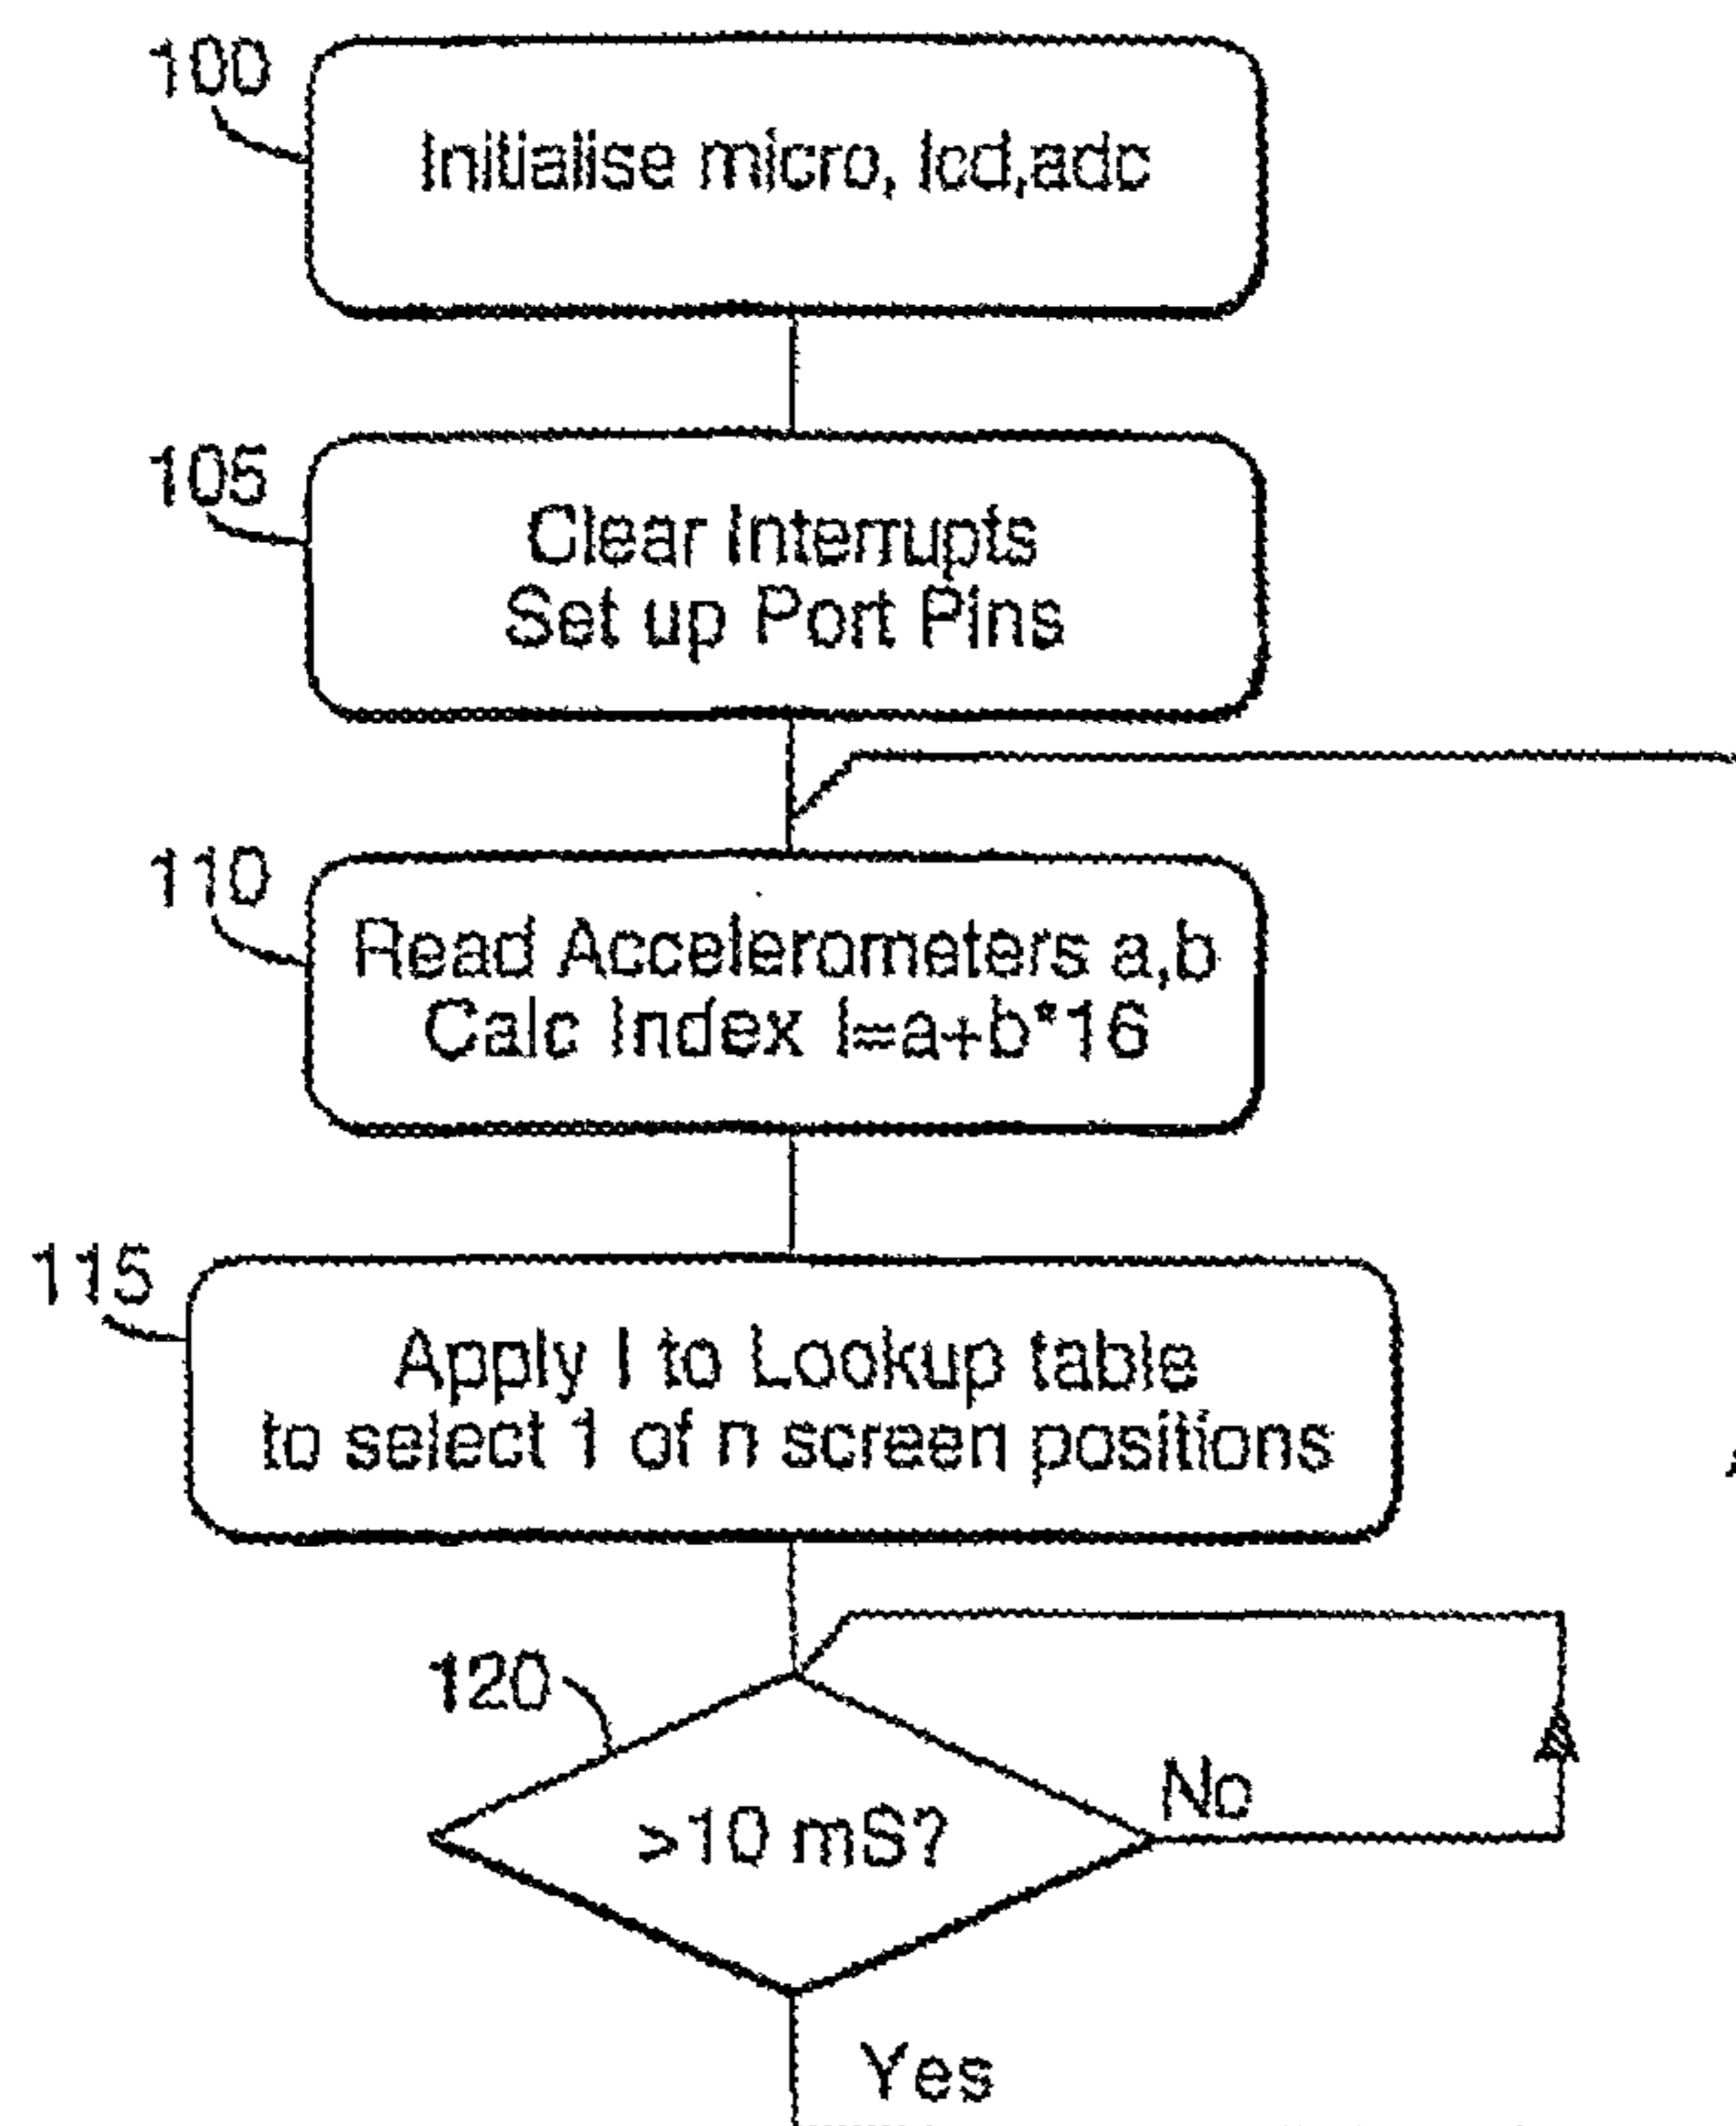 100
Initialise micro, lcd,adc
105
Clear Interrupts
Set up Port Pins
110
Read Accelerometers a,b
Calc Index I=a+b*16
115
Apply I to Lookup table
to select 1 of n screen positions
120
>10 mS?
No
Yes